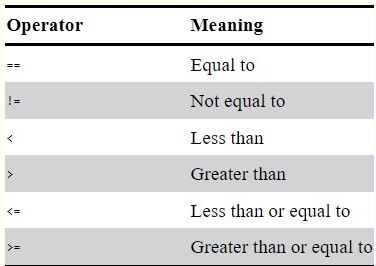 Operator Meaning
== Equal to
!= Not equal to
< Less than
> Greater than
<= Less than or equal to
>= Greater than or equal to